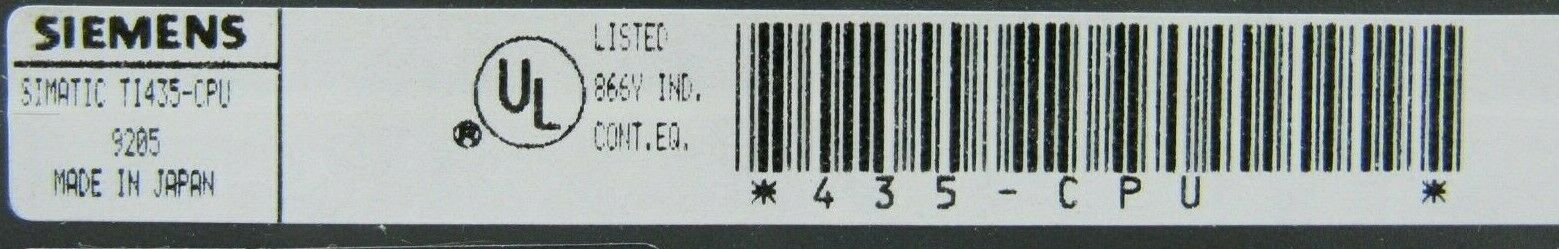 SIEMENS
SIMATIC TI435-CPU
9205
MADE IN JAPAN
®
UL
LISTED
866Y IND.
CONT.EQ.
*435-CPU *